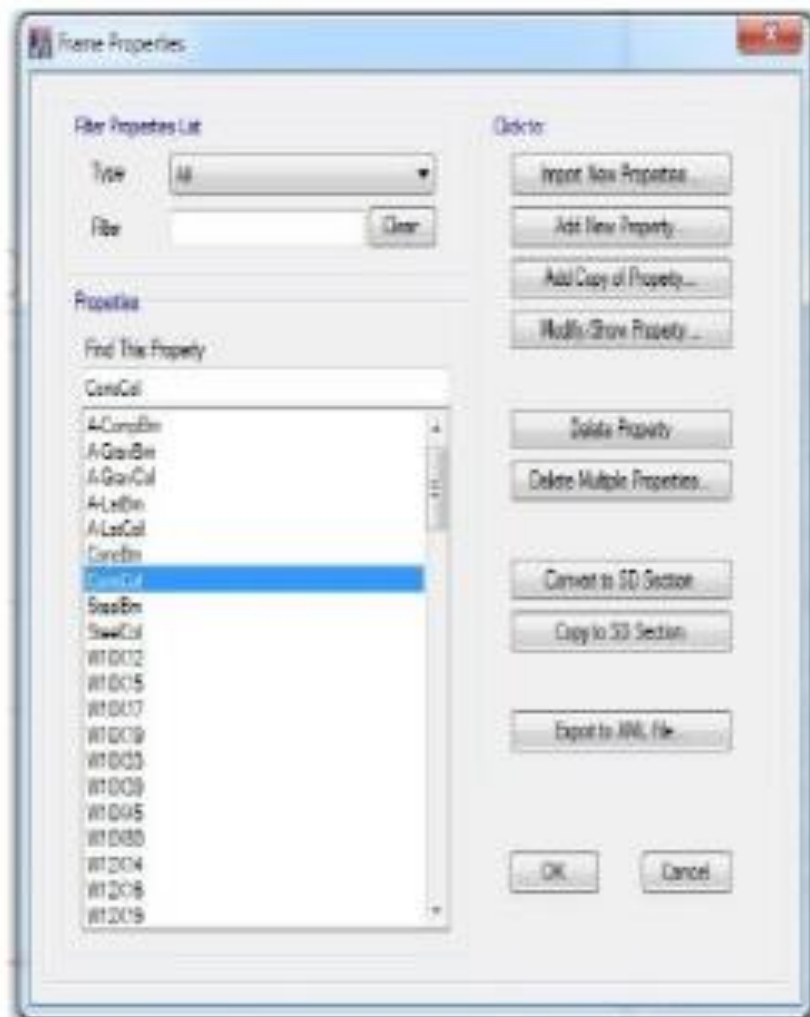 Frame Properties
Filter Properties List
Type
All
Filter
Clear
Properties
Find This Property
ConcCol
A-CompBm
A-GravBm
A-GravCol
A-LatBm
A-LatCol
ConcBm
ConcCol
SteelBm
SteelCol
W10X12
W10X15
W10X17
W10X19
W10X33
W10X39
W10X45
W12X14
W12X16
W12X19
Click to:
Import New Properties...
Add New Property...
Add Copy of Property...
Modify/Show Property...
Delete Property
Delete Multiple Properties...
Convert to SD Section
Copy to SD Section
Export to XML File...
OK
Cancel